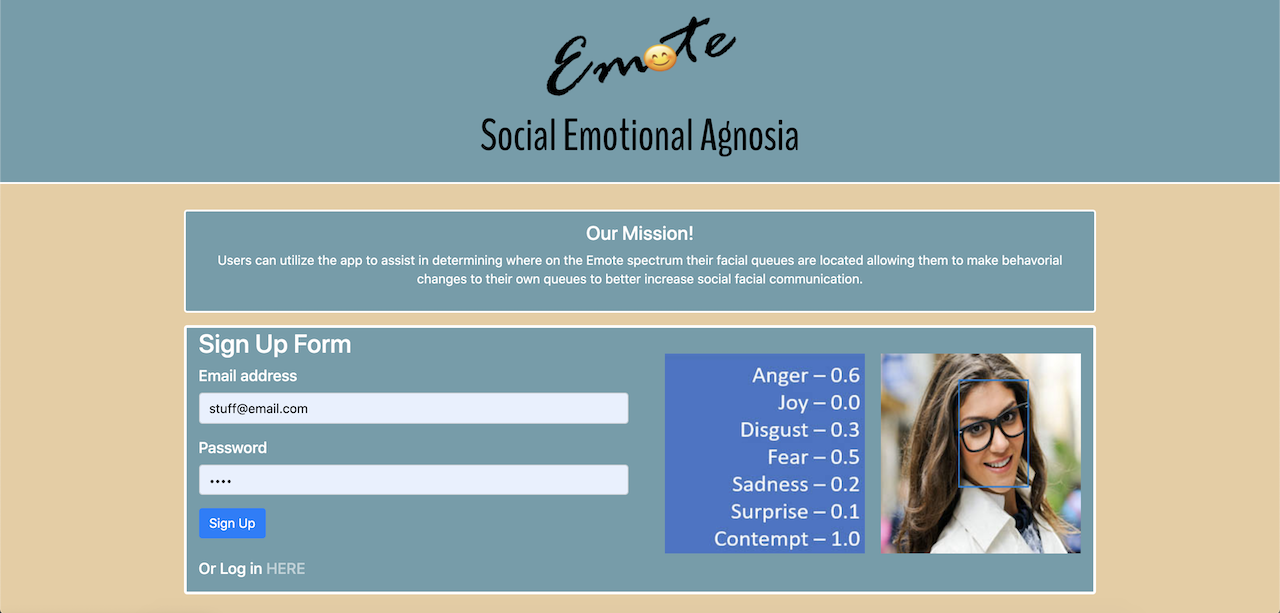 Emote
Social Emotional Agnosia
Our Mission!
Users can utilize the app to assist in determining where on the Emote spectrum their facial queues are located allowing them to make behavorial
changes to their own queues to better increase social facial communication.
Sign Up Form
Email address
stuff@email.com
Password
••••
Sign Up
Or Log in HERE
Anger – 0.6
Joy – 0.0
Disgust – 0.3
Fear – 0.5
Sadness – 0.2
Surprise – 0.1
Contempt – 1.0